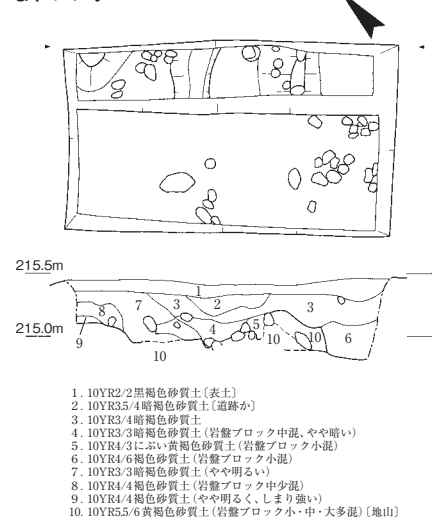 215.5m
1
8
7
3
2
3
215.0m
4
5
10
10
6
9
10
1. 10YR2/2黒褐色砂質土〔表土〕
2. 10YR3.5/4暗褐色砂質土〔道跡か〕
3. 10YR3/4暗褐色砂質土
4. 10YR3/3暗褐色砂質土(岩盤ブロック中混、やや暗い)
5. 10YR4/3にぶい黄褐色砂質土(岩盤ブロック小混)
6. 10YR4/6褐色砂質土(岩盤ブロック小混)
7. 10YR3/3暗褐色砂質土(やや明るい)
8. 10YR4/4褐色砂質土(岩盤ブロック中少混)
9. 10YR4/4褐色砂質土(やや明るく、しまり強い)
10. 10YR5.5/6黄褐色砂質土(岩盤ブロック小・中・大多混)〔地山〕